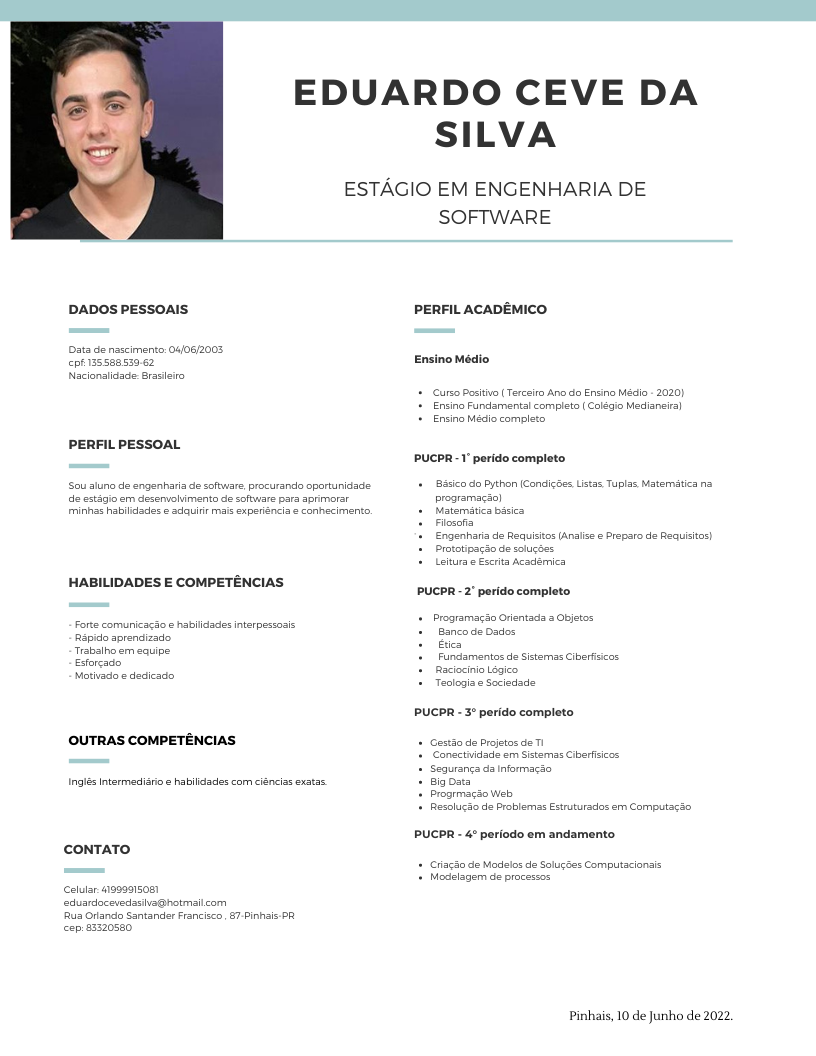 EDUARDO CEVE DA
SILVA
ESTÁGIO EM ENGENHARIA DE
SOFTWARE
DADOS PESSOAIS
Data de nascimento: 04/06/2003
cpf: 135.588.539-62
Nacionalidade: Brasileiro
PERFIL PESSOAL
Sou aluno de engenharia de software, procurando oportunidade
de estágio em desenvolvimento de software para aprimorar
minhas habilidades e adquirir mais experiência e conhecimento.
HABILIDADES E COMPETÊNCIAS
- Forte comunicação e habilidades interpessoais
- Rápido aprendizado
- Trabalho em equipe
- Esforçado
- Motivado e dedicado
OUTRAS COMPETÊNCIAS
Inglês Intermediário e habilidades com ciências exatas.
CONTATO
Celular: 41999915081
eduardocevedasilva@hotmail.com
Rua Orlando Santander Francisco , 87-Pinhais-PR
cep: 83320580
PERFIL ACADÊMICO
Ensino Médio
• Curso Positivo ( Terceiro Ano do Ensino Médio - 2020)
• Ensino Fundamental completo ( Colégio Medianeira)
• Ensino Médio completo
PUCPR - 1˚ perído completo
• Básico do Python (Condições, Listas, Tuplas, Matemática na
programação)
• Matemática básica
• Filosofia
• Engenharia de Requisitos (Analise e Preparo de Requisitos)
• Prototipação de soluções
• Leitura e Escrita Acadêmica
PUCPR - 2˚ perído completo
• Programação Orientada a Objetos
• Banco de Dados
• Ética
• Fundamentos de Sistemas Ciberfísicos
• Raciocínio Lógico
• Teologia e Sociedade
PUCPR - 3° perído completo
• Gestão de Projetos de TI
• Conectividade em Sistemas Ciberfísicos
• Segurança da Informação
• Big Data
• Progrmação Web
• Resolução de Problemas Estruturados em Computação
PUCPR - 4° período em andamento
• Criação de Modelos de Soluções Computacionais
• Modelagem de processos
Pinhais, 10 de Junho de 2022.